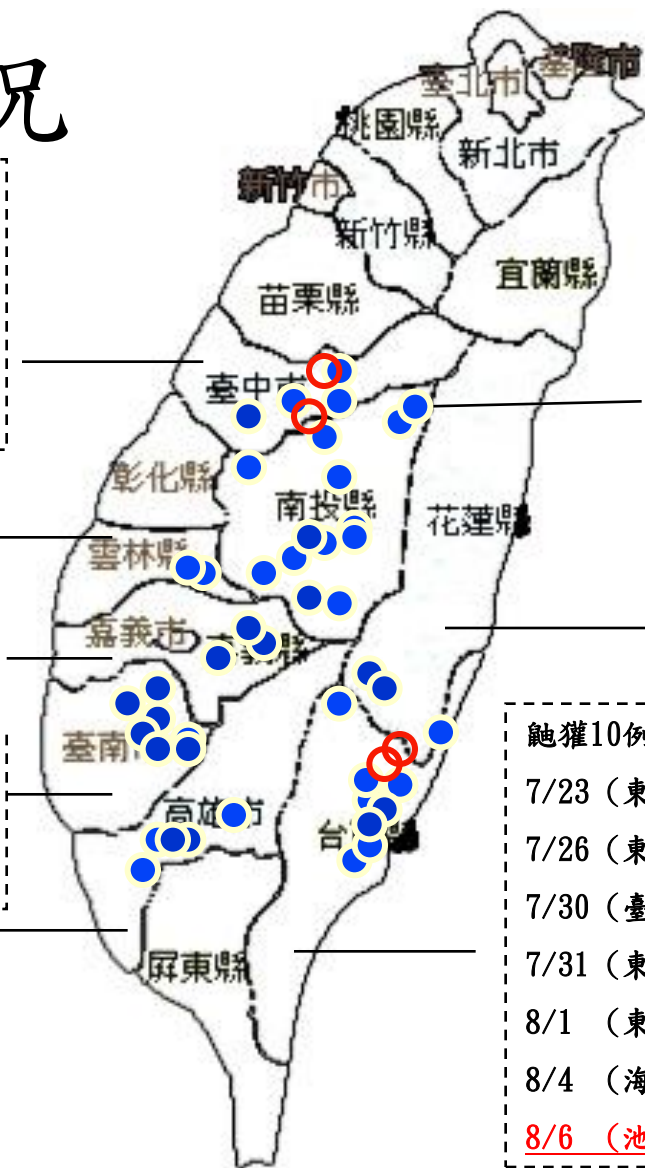 況
基隆市
臺北市
桃園縣
新北市
新竹市
新竹縣
宜蘭縣
苗栗縣
臺中市
彰化縣
南投縣
花蓮縣
雲林縣
嘉義市
縣
臺南
高雄市
台 縣
屏東縣
鼬獾10例
7/23（東
7/26（東
7/30（臺
7/31（東
8/1 （東
8/4 （海
8/6 （池